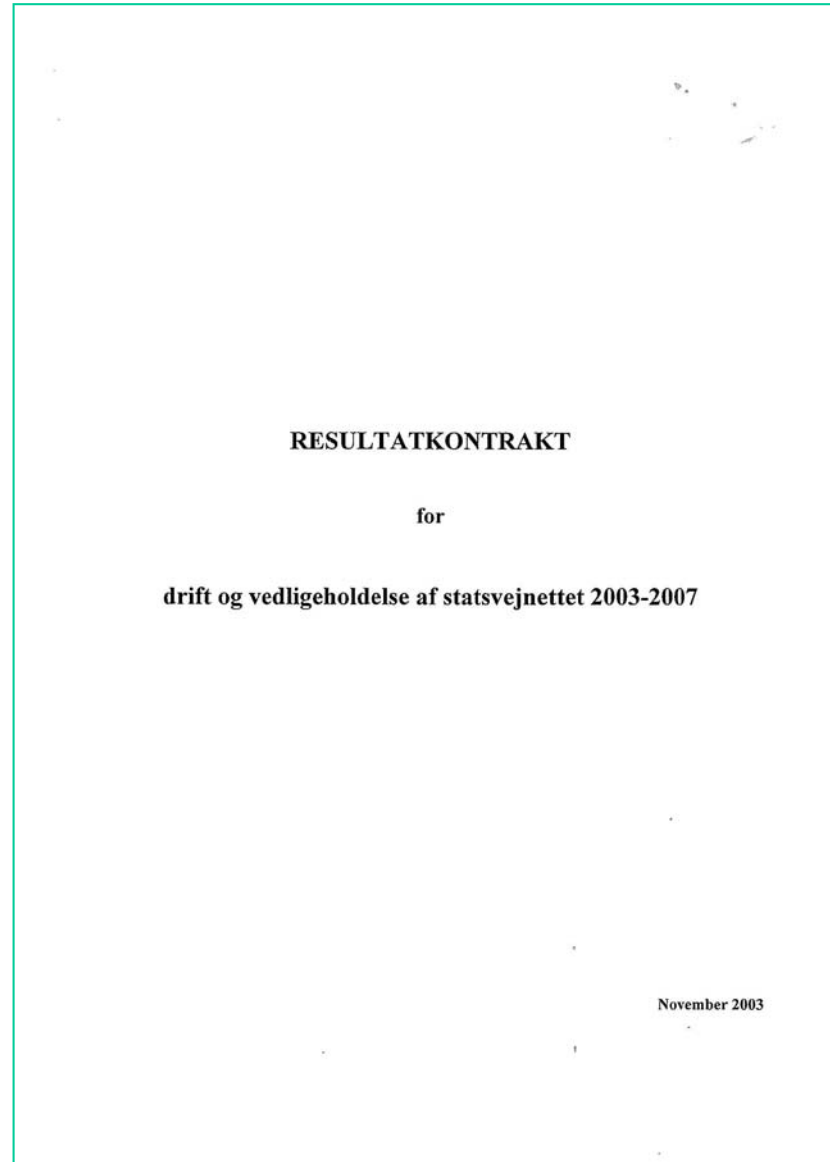 RESULTATKONTRAKT
for
drift og vedligeholdelse af statsvejnettet 2003-2007
November 2003